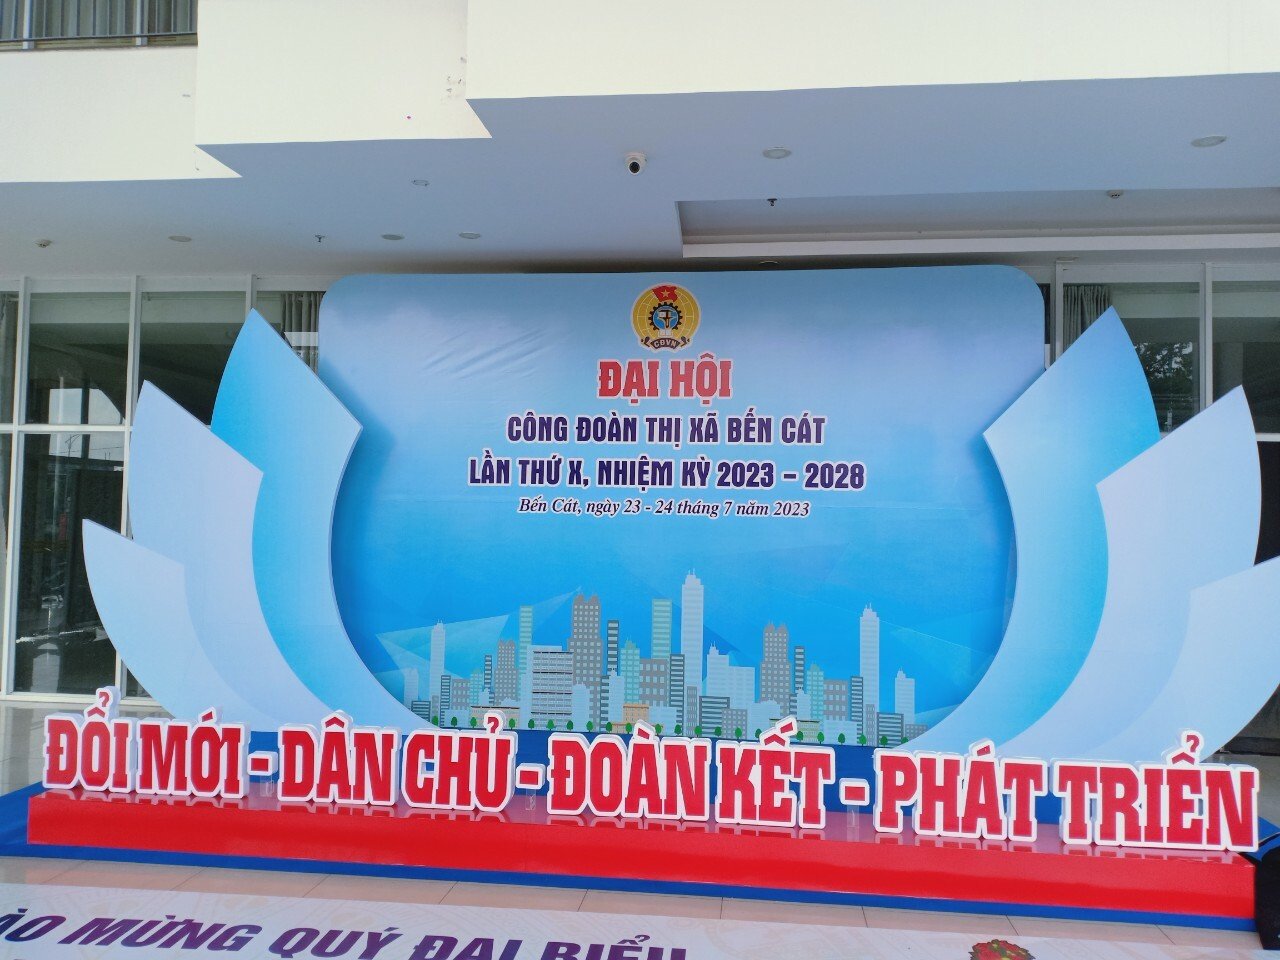 CĐVN
ĐẠI HỘI
CÔNG ĐOÀN THỊ XÃ BẾN CÁT
LẦN THỨ X, NHIỆM KỲ 2023 – 2028
Bến Cát, ngày 23 - 24 tháng 7 năm 2023
ĐỔI MỚI - DÂN CHỦ - ĐOÀN KẾT - PHÁT TRIỂN
MỪNG QUÝ ĐẠI BIỂU